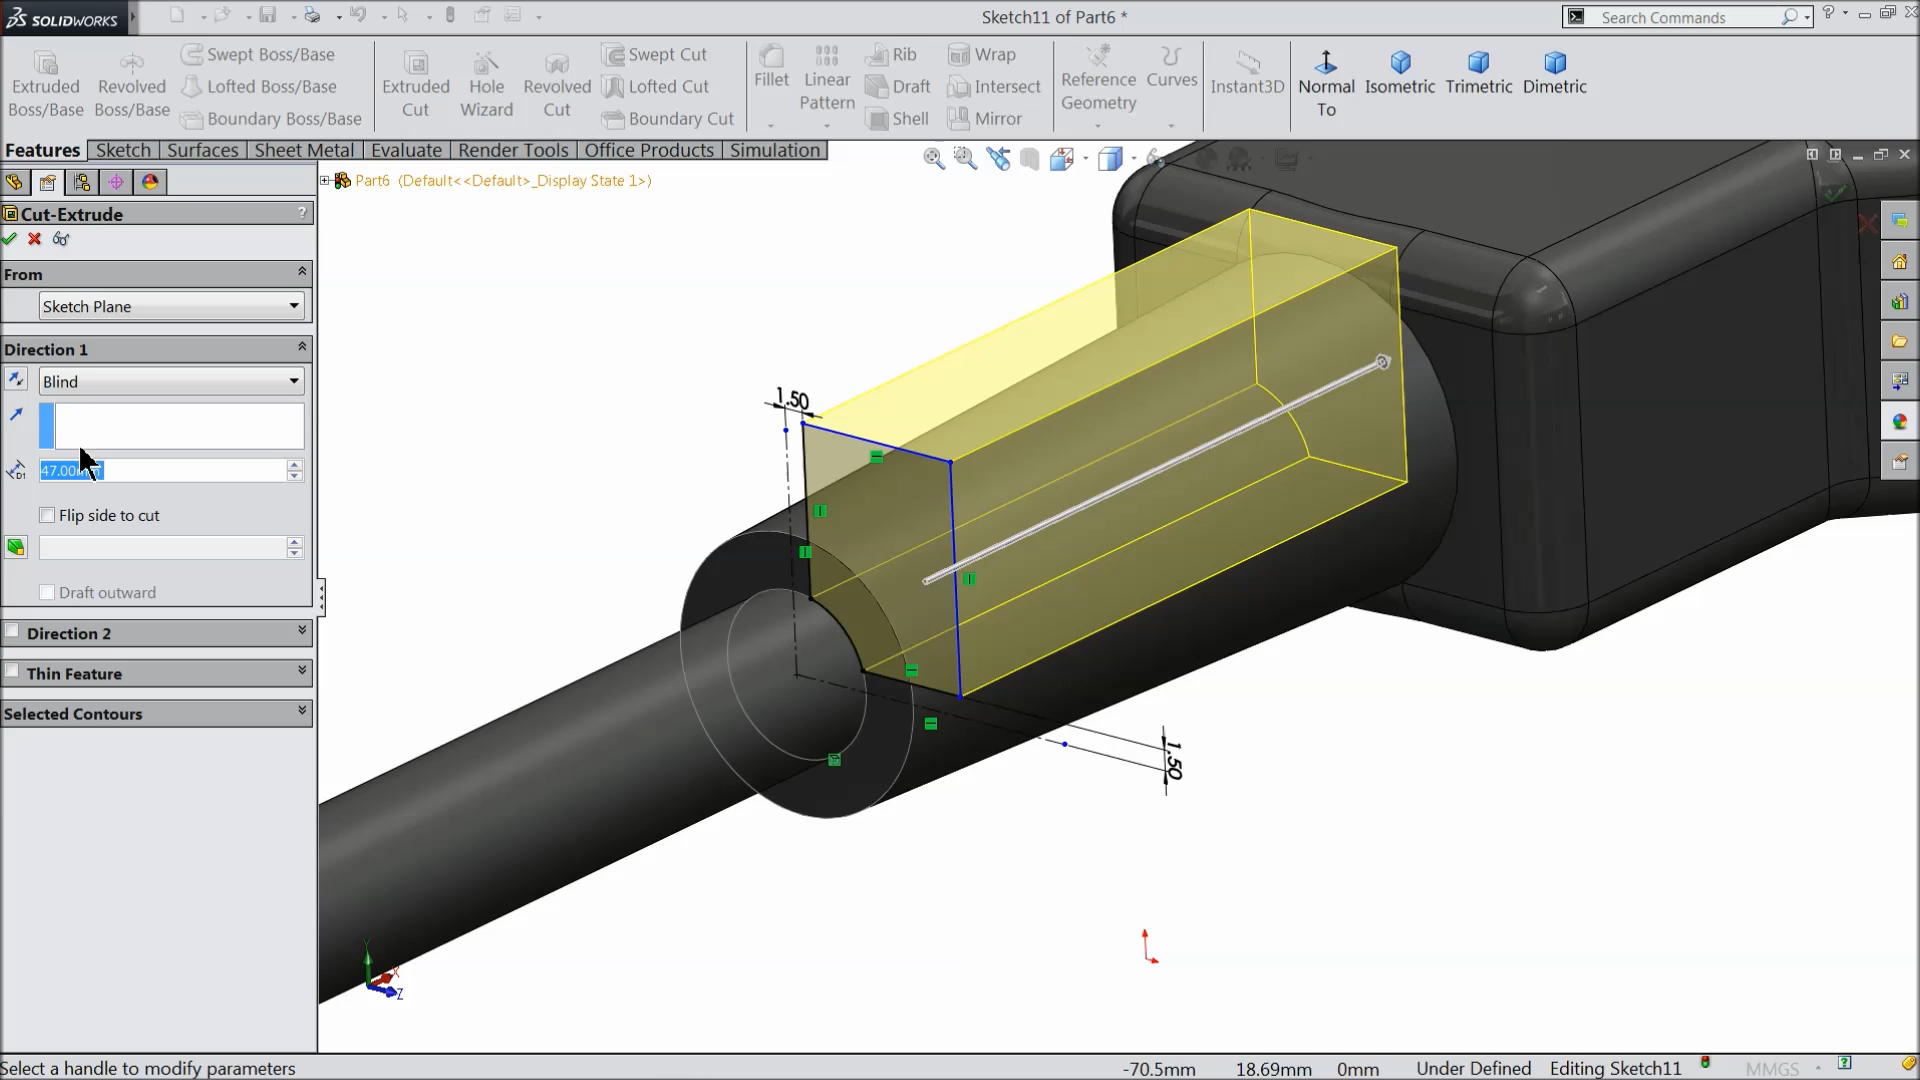 SOLIDWORKS
Sketch11 of Part6 *
Search Commands
Extruded Boss/Base
Revolved Boss/Base
Swept Boss/Base
Lofted Boss/Base
Boundary Boss/Base
Extruded Cut
Hole Wizard
Revolved Cut
Swept Cut
Lofted Cut
Boundary Cut
Fillet
Linear Pattern
Rib
Draft
Shell
Wrap
Intersect
Mirror
Reference Geometry
Curves
Instant3D
Normal To
Isometric
Trimetric
Dimetric
Features
Sketch
Surfaces
Sheet Metal
Evaluate
Render Tools
Office Products
Simulation
Part6 (Default<<Default>_Display State 1>)
Cut-Extrude
?
From
Sketch Plane
Direction 1
Blind
D1
Flip side to cut
Draft outward
Direction 2
Thin Feature
Selected Contours
1.50
1.50
Y
X
Z
Select a handle to modify parameters
-70.5mm
18.69mm
0mm
Under Defined
Editing Sketch11
MMGS